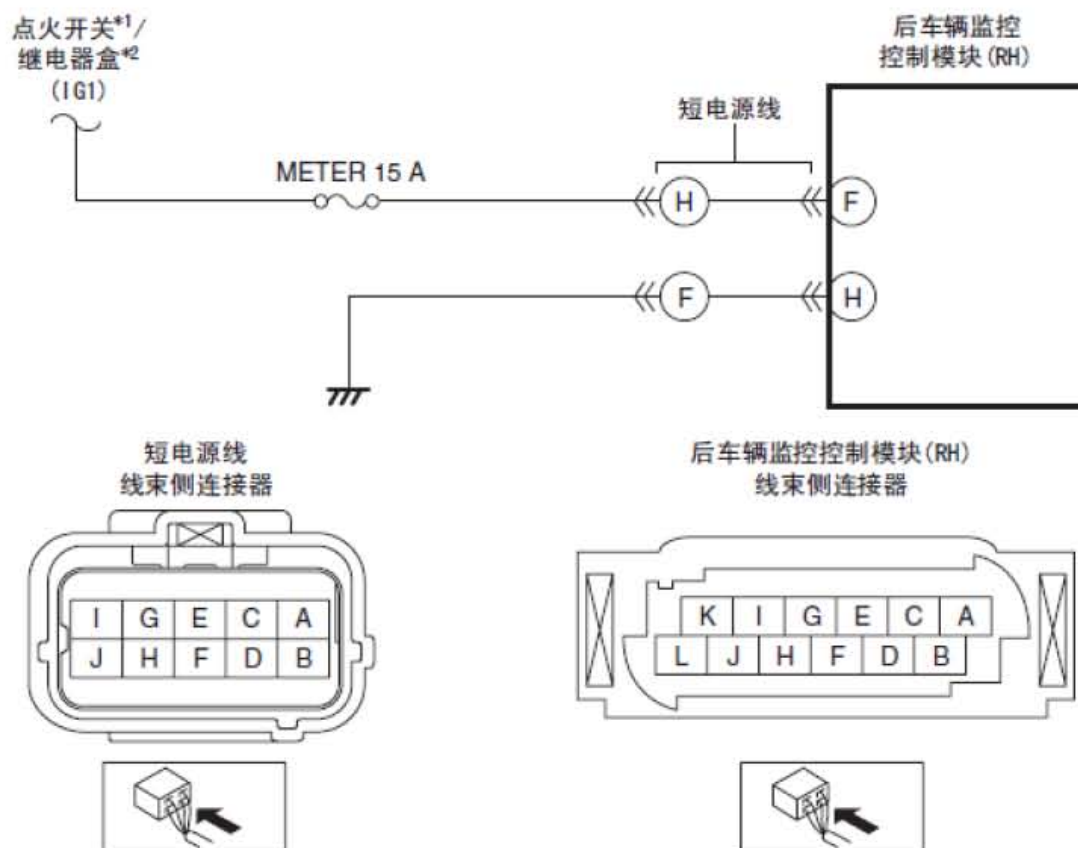 点火开关*1/
继电器盒*2
(IG1)
后车辆监控
控制模块(RH)
短电源线
METER 15 A
H
F
F
H
短电源线
线束侧连接器
后车辆监控控制模块(RH)
线束侧连接器
I G E C A
J H F D B
K I G E C A
L J H F D B